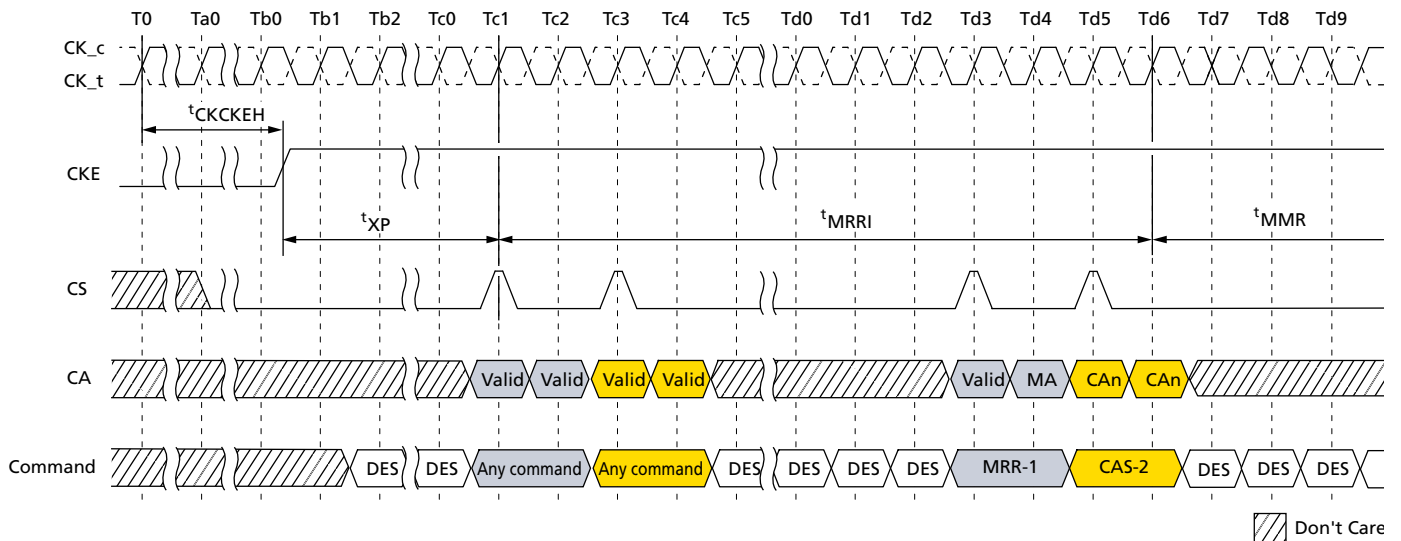 T0 Ta0 Tb0 Tb1 Tb2 Tc0 Tc1 Tc2 Tc3 Tc4 Tc5 Td0 Td1 Td2 Td3 Td4 Td5 Td6 Td7 Td8 Td9
CK_c
CK_t
tCKCKEH
CKE
tXP tMRRI tMMR
CS
CA Valid Valid Valid Valid Valid MA CAn CAn
Command DES DES Any command Any command DES DES DES DES MRR-1 CAS-2 DES DES DES
Don't Care